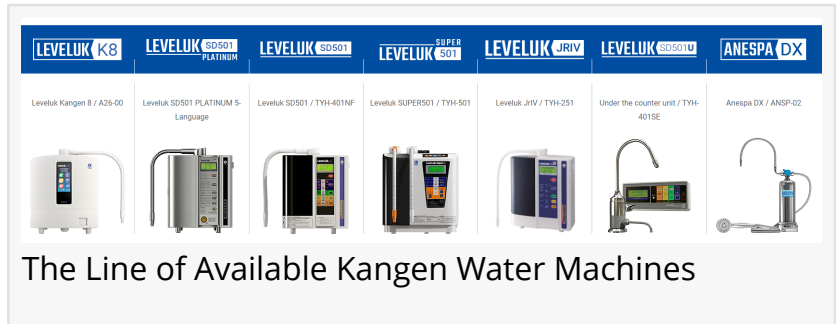 LEVELUK K8
LEVELUK SD501
PLATINUM
LEVELUK SD501
SUPER
LEVELUK 501
LEVELUK JRIV
LEVELUK SD501U
ANESPA DX
Leveluk Kangen 8 / A26-00
Leveluk SD501 PLATINUM 5-
Language
Leveluk SD501 / TYH-401NF
Leveluk SUPER501 / TYH-501
Leveluk JrIV / TYH-251
Under the counter unit / TYH-
401SE
Anespa DX / ANSP-02
The Line of Available Kangen Water Machines